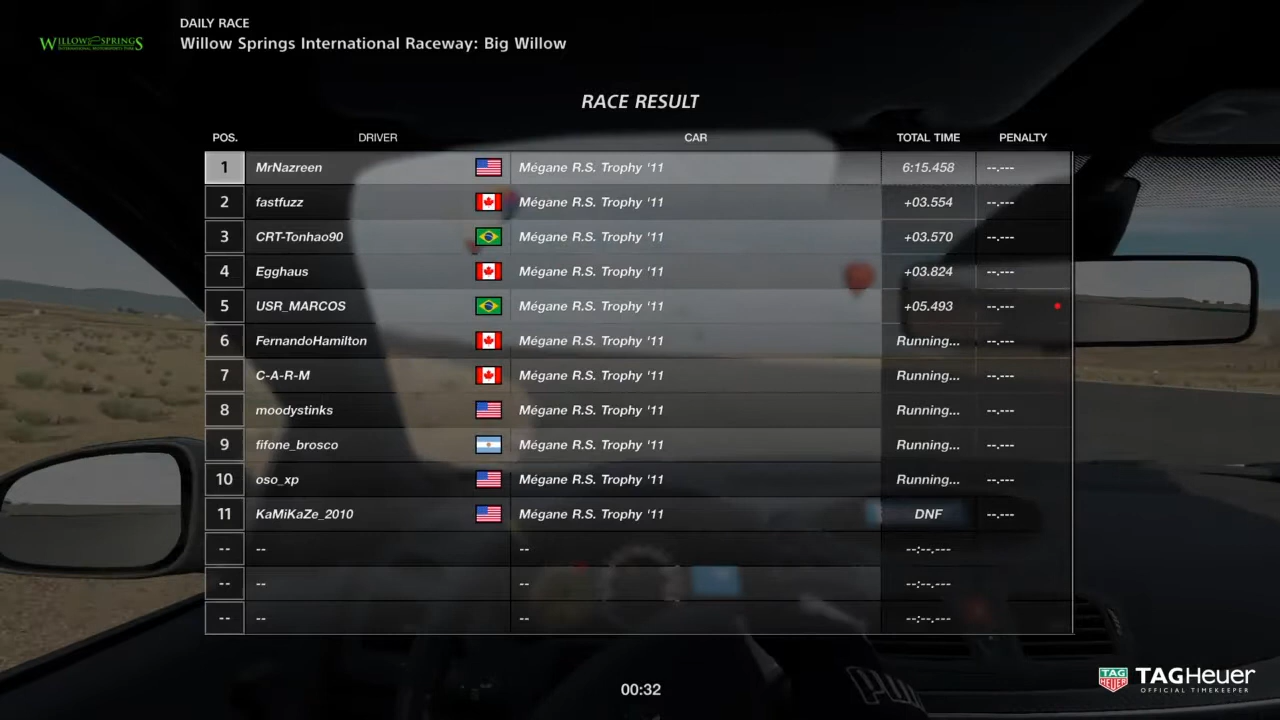 DAILY RACE
WILLOW SPRINGS
INTERNATIONAL MOTORSPORTS PARK
Willow Springs International Raceway: Big Willow
RACE RESULT
POS. DRIVER CAR TOTAL TIME PENALTY
1 MrNazreen Mégane R.S. Trophy '11 6:15.458 --.---
2 fastfuzz Mégane R.S. Trophy '11 +03.554 --.---
3 CRT-Tonhao90 Mégane R.S. Trophy '11 +03.570 --.---
4 Egghaus Mégane R.S. Trophy '11 +03.824 --.---
5 USR_MARCOS Mégane R.S. Trophy '11 +05.493 --.---
6 FernandoHamilton Mégane R.S. Trophy '11 Running... --.---
7 C-A-R-M Mégane R.S. Trophy '11 Running... --.---
8 moodystinks Mégane R.S. Trophy '11 Running... --.---
9 fifone_brosco Mégane R.S. Trophy '11 Running... --.---
10 oso_xp Mégane R.S. Trophy '11 Running... --.---
11 KaMiKaZe_2010 Mégane R.S. Trophy '11 DNF --.---
-- -- -- --:--.---
-- -- -- --:--.---
-- -- -- --:--.---
00:32
TAG HEUER TAGHeuer
OFFICIAL TIMEKEEPER